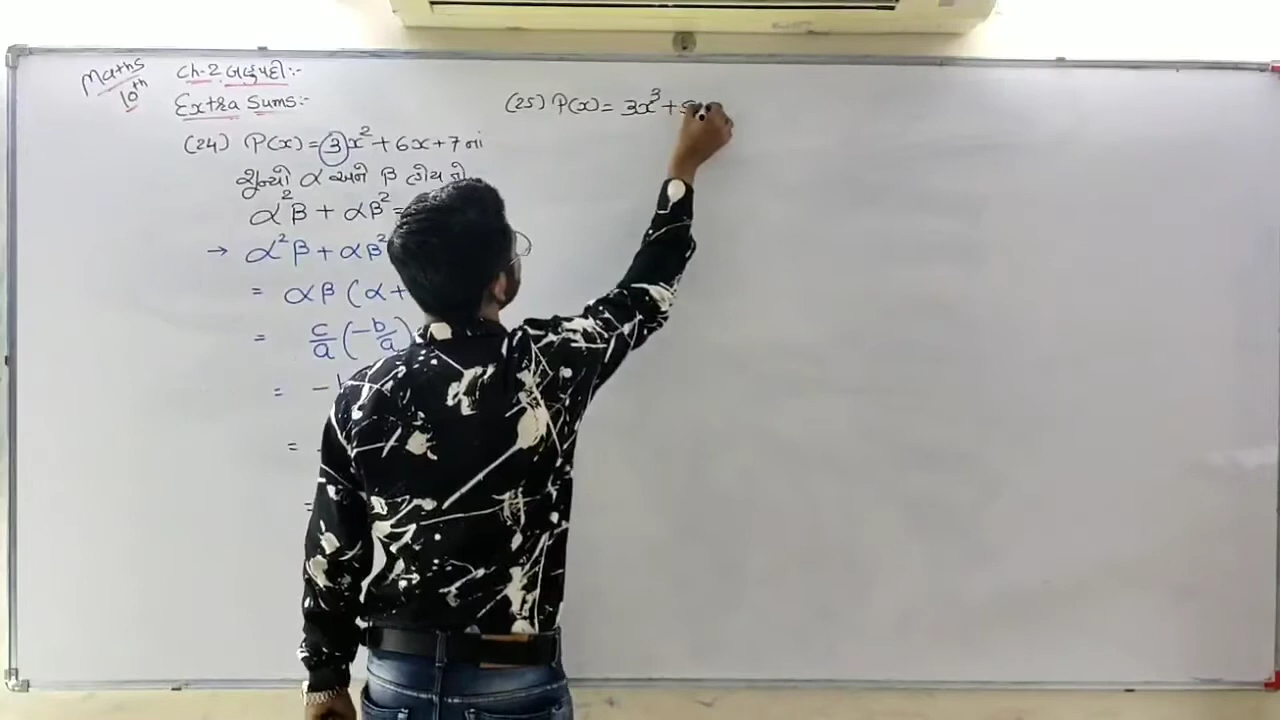 Maths
10th
Ch-2 બહુપદી:-
Extra Sums:-
(24) P(x) = 3x² + 6x + 7 નાં
શૂન્યો α અને β હોય તો
α²β + αβ² =
→ α²β + αβ²
= αβ (α +
= c/a (-b/a)
= -
=
=
(25) P(x) = 3x³ +